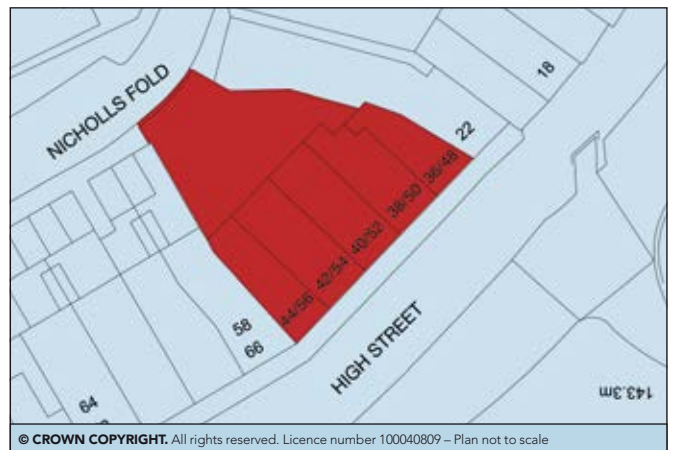 NICHOLLS FOLD
18
22
36/48
38/50
40/52
42/54
44/56
58
66
HIGH STREET
64
143.3m
© CROWN COPYRIGHT. All rights reserved. Licence number 100040809 – Plan not to scale